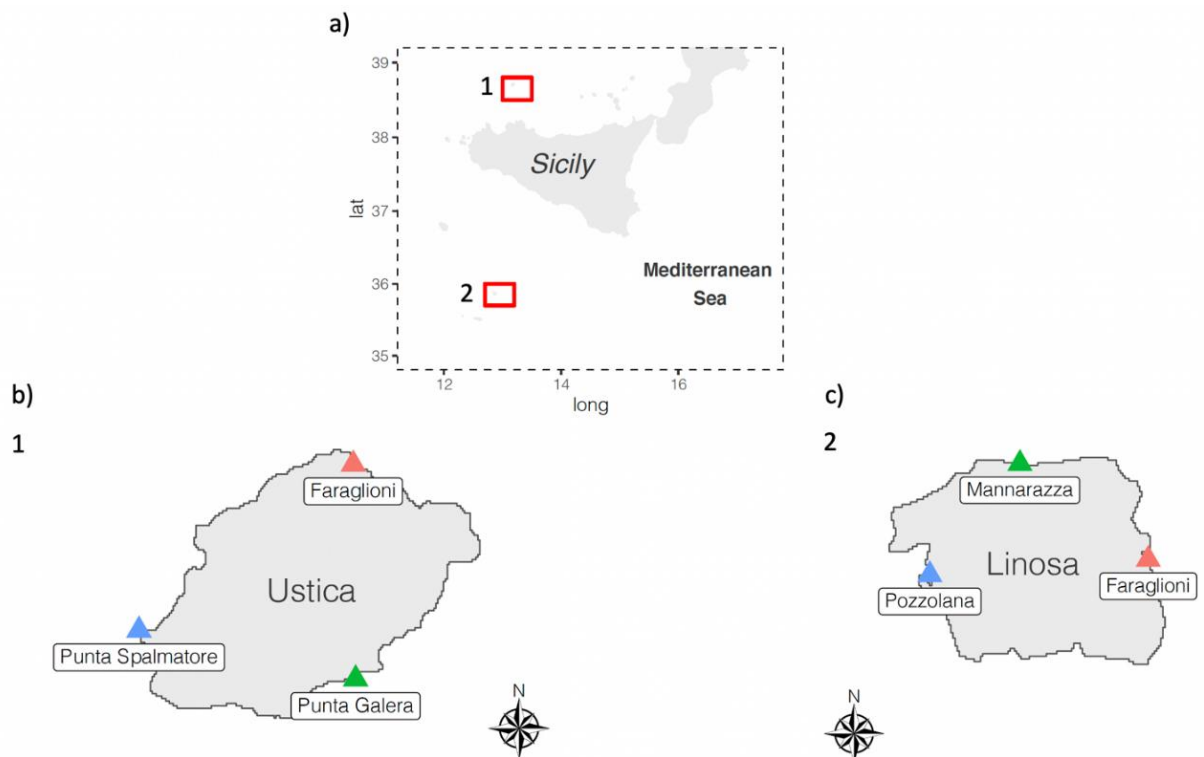 a)
39
38
37
36
35
lat
1
2
Sicily
Mediterranean
Sea
12
14
16
long
b)
1
Faraglioni
Ustica
Punta Spalmatore
Punta Galera
N
c)
2
Mannarazza
Linosa
Pozzolana
Faraglioni
N